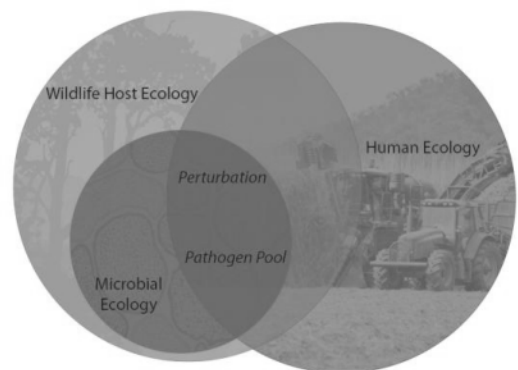 Wildlife Host Ecology
Human Ecology
Perturbation
Pathogen Pool
Microbial
Ecology